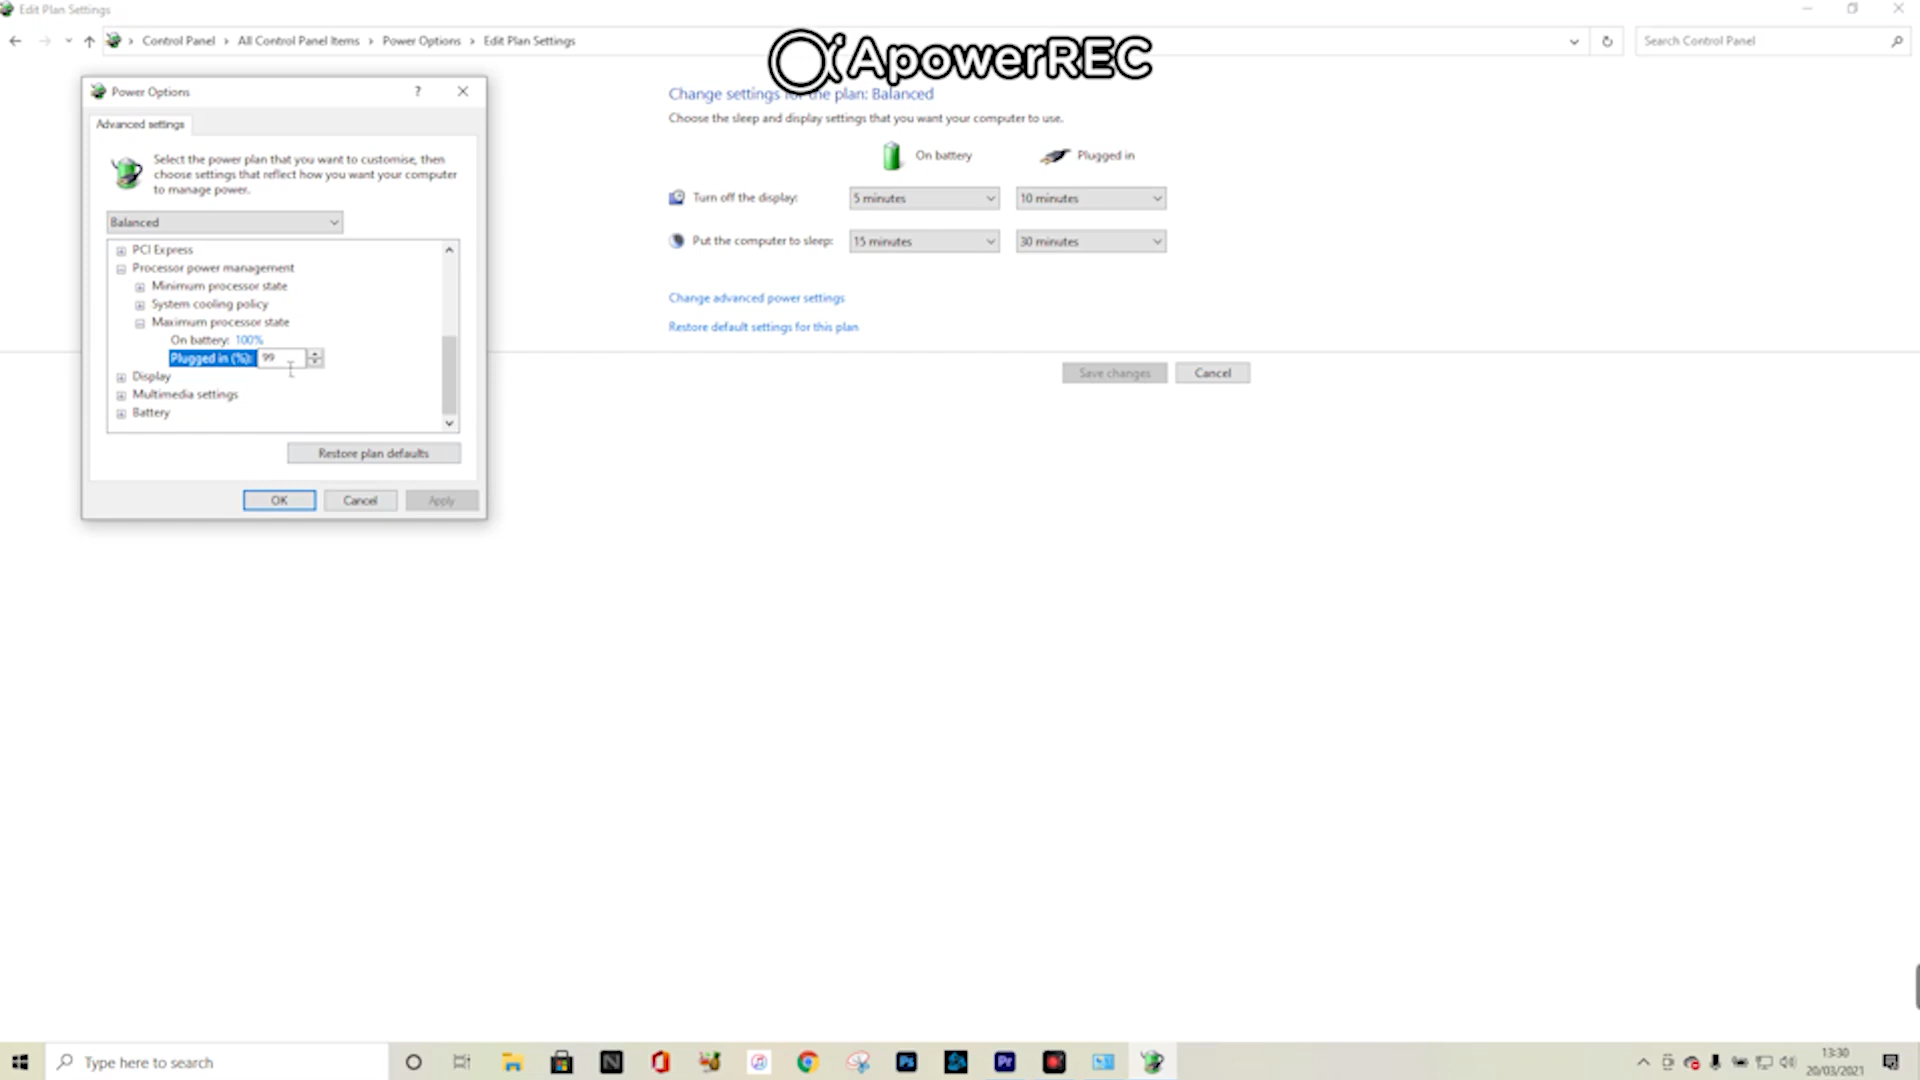 Edit Plan Settings
Control Panel > All Control Panel Items > Power Options > Edit Plan Settings
Search Control Panel
ApowerREC
Power Options
?
Advanced settings
Select the power plan that you want to customise, then
choose settings that reflect how you want your computer
to manage power.
Balanced
PCI Express
Processor power management
Minimum processor state
System cooling policy
Maximum processor state
On battery: 100%
Plugged in (%): 99
Display
Multimedia settings
Battery
Restore plan defaults
OK
Cancel
Apply
Change settings for the plan: Balanced
Choose the sleep and display settings that you want your computer to use.
On battery
Plugged in
Turn off the display: 5 minutes 10 minutes
Put the computer to sleep: 15 minutes 30 minutes
Change advanced power settings
Restore default settings for this plan
Save changes
Cancel
Type here to search
Ps
Pr
13:30
20/03/2021